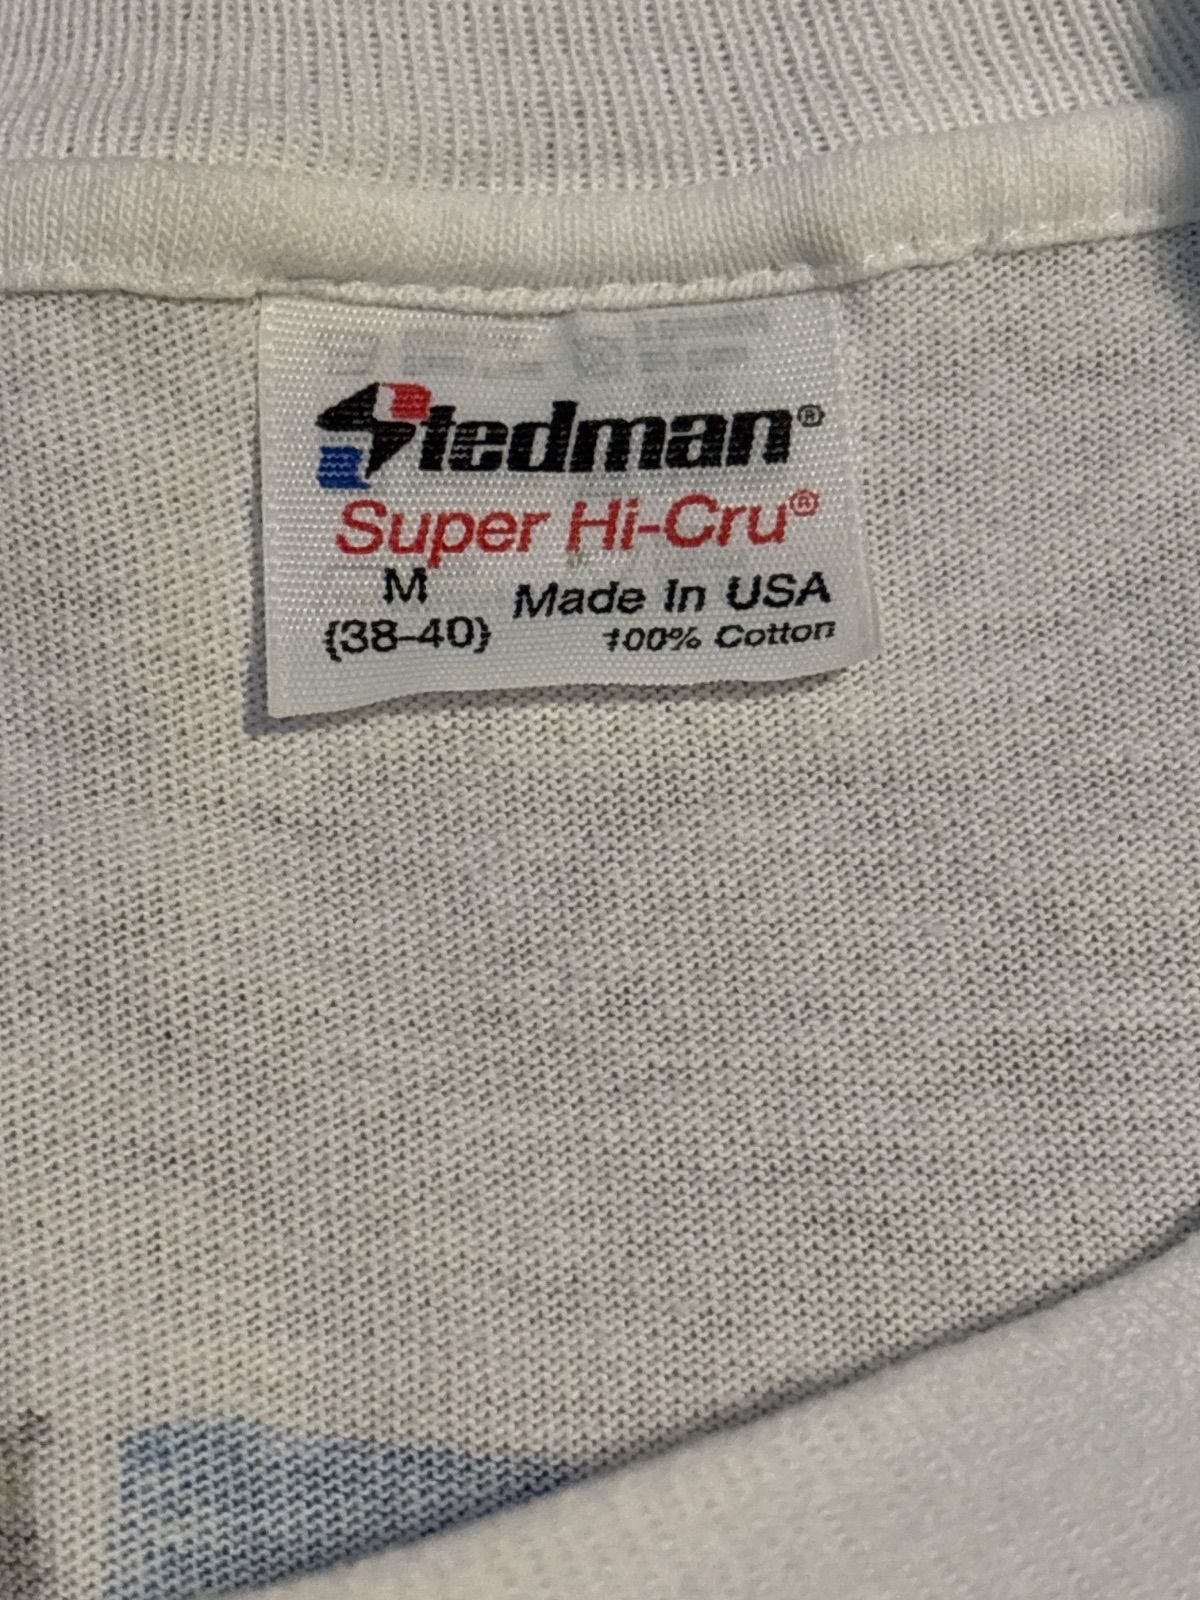 Stedman®
Super Hi-Cru®
M
Made In USA
(38-40)
100% Cotton